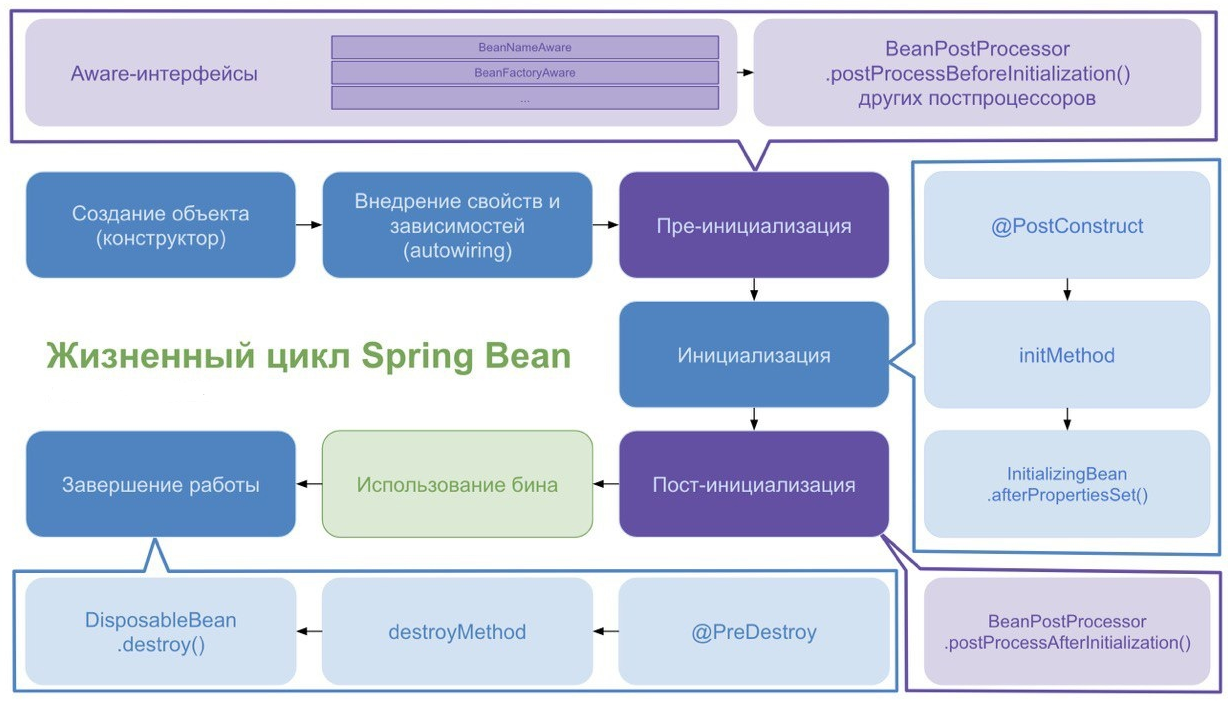 Aware-интерфейсы
BeanNameAware
BeanFactoryAware
...
BeanPostProcessor
.postProcessBeforeInitialization()
других постпроцессоров
Создание объекта
(конструктор)
Внедрение свойств и
зависимостей
(autowiring)
Пре-инициализация
@PostConstruct
Жизненный цикл Spring Bean
Инициализация
initMethod
Завершение работы
Использование бина
Пост-инициализация
InitializingBean
.afterPropertiesSet()
DisposableBean
.destroy()
destroyMethod
@PreDestroy
BeanPostProcessor
.postProcessAfterInitialization()